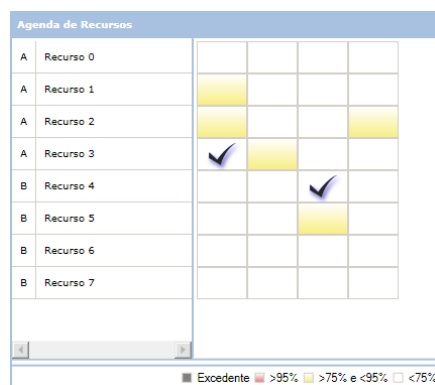 Agenda de Recursos
A Recurso 0
A Recurso 1
A Recurso 2
A Recurso 3
B Recurso 4
B Recurso 5
B Recurso 6
B Recurso 7
Excedente >95% >75% e <95% <75%